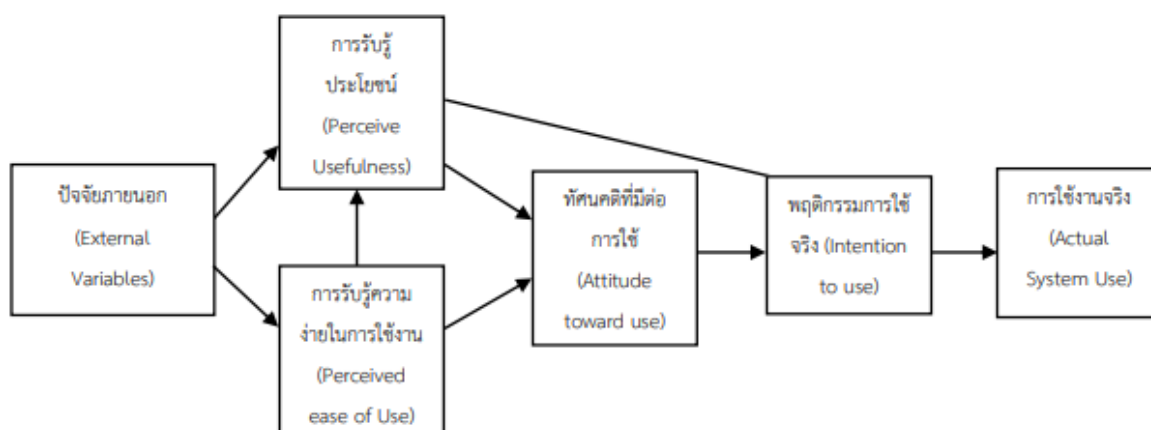 การรับรู้
ประโยชน์
(Perceive
Usefulness)
ปัจจัยภายนอก
(External
Variables)
การรับรู้ความ
ง่ายในการใช้งาน
(Perceived
ease of Use)
ทัศนคติที่มีต่อ
การใช้
(Attitude
toward use)
พฤติกรรมการใช้
จริง (Intention
to use)
การใช้งานจริง
(Actual
System Use)